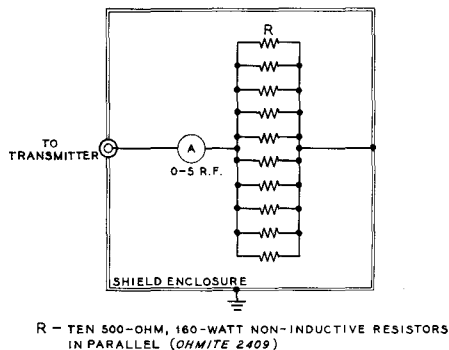 R
TO
TRANSMITTER
A
0-5 R.F.
SHIELD ENCLOSURE
R - TEN 500-OHM, 160-WATT NON-INDUCTIVE RESISTORS
IN PARALLEL (OHMITE 2409)